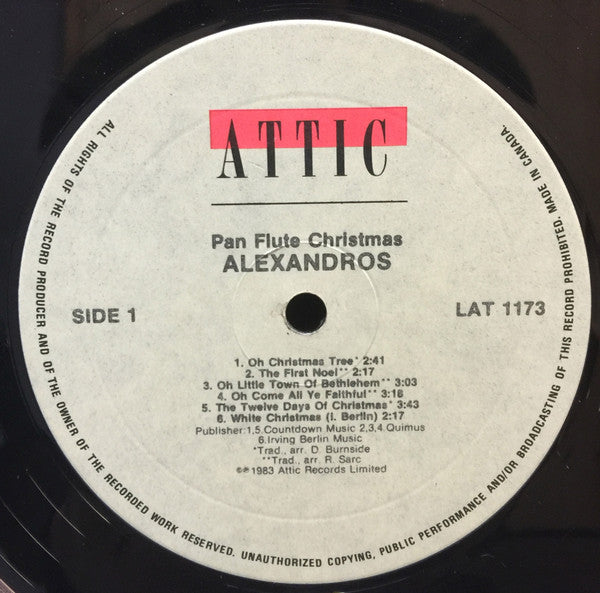 ATTIC
Pan Flute Christmas
ALEXANDROS
SIDE 1
LAT 1173
1. Oh Christmas Tree* 2:41
2. The First Noel** 2:17
3. Oh Little Town Of Bethlehem** 3:03
4. Oh Come All Ye Faithful** 3:16
5. The Twelve Days Of Christmas* 3:43
6. White Christmas (I. Berlin) 2:17
Publisher:1,5.Countdown Music 2,3,4.Quimus
6.Irving Berlin Music
*Trad., arr. D. Burnside
**Trad., arr. R. Sarc
©℗1983 Attic Records Limited
ALL RIGHTS OF THE RECORD PRODUCER AND OF THE OWNER OF THE RECORDED WORK RESERVED. UNAUTHORIZED COPYING, PUBLIC PERFORMANCE AND/OR BROADCASTING OF THIS RECORD PROHIBITED. MADE IN CANADA.